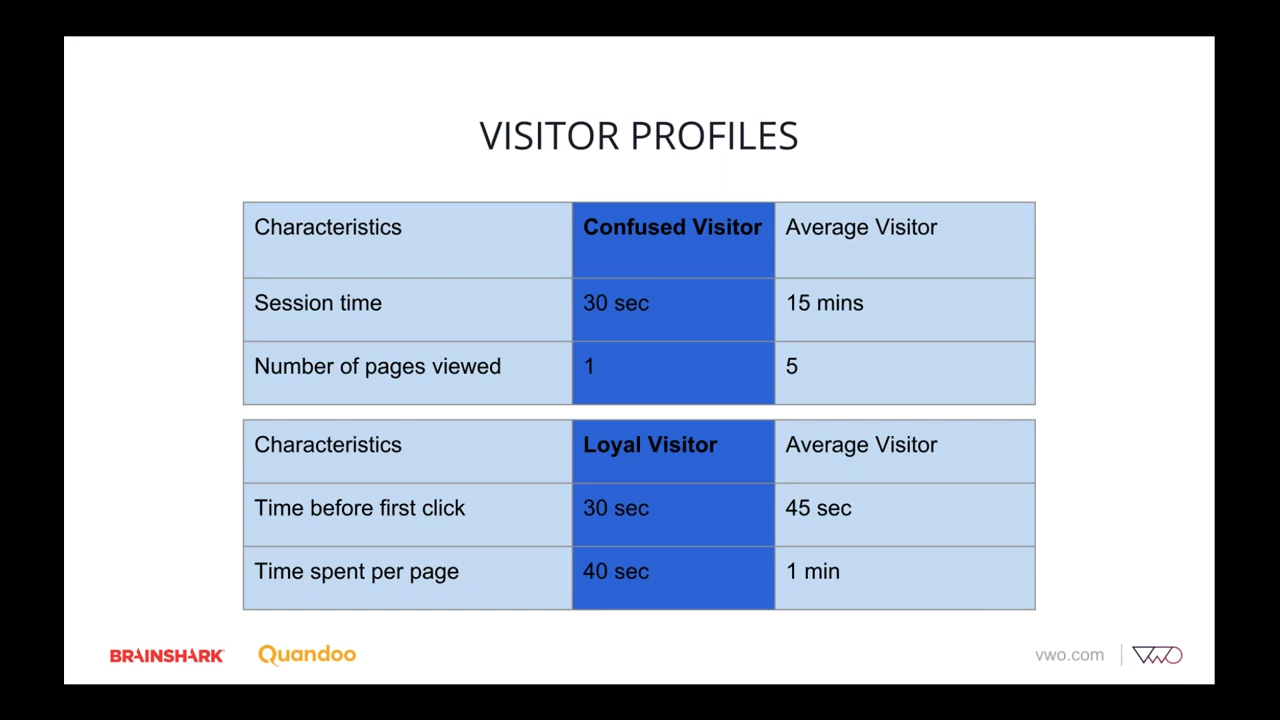 VISITOR PROFILES
Characteristics Confused Visitor Average Visitor
Session time 30 sec 15 mins
Number of pages viewed 1 5
Characteristics Loyal Visitor Average Visitor
Time before first click 30 sec 45 sec
Time spent per page 40 sec 1 min
BRAINSHARK Quandoo vwo.com VWO